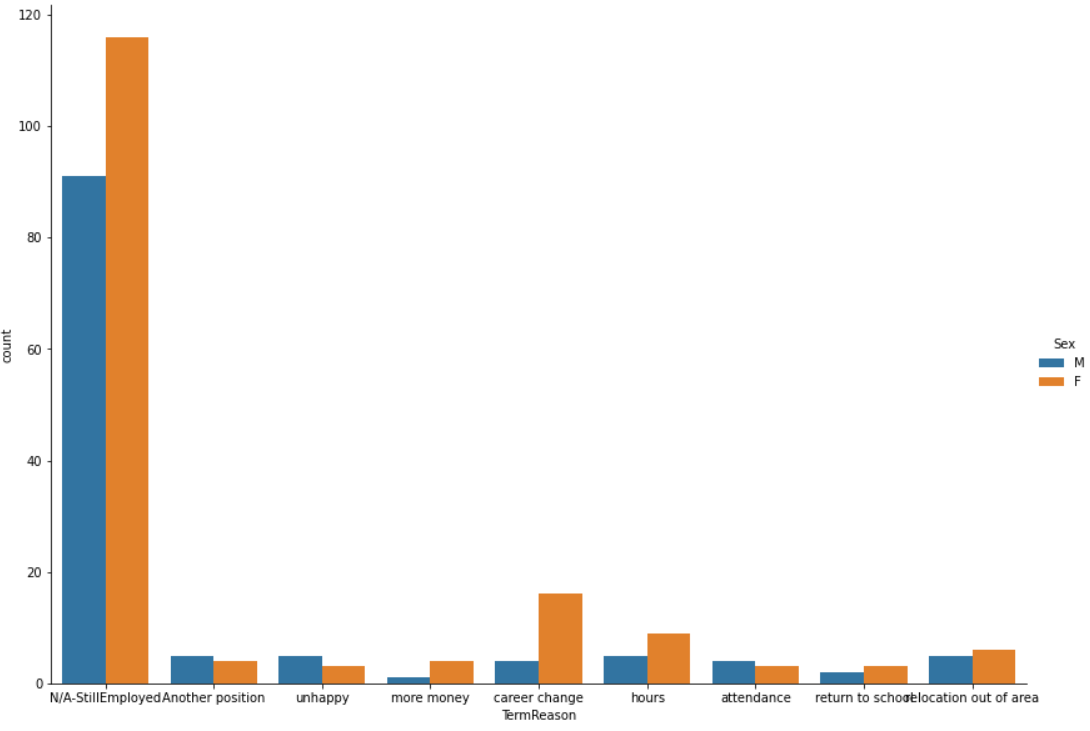 120
100
80
60
40
20
0
count
N/A-StillEmployed Another position unhappy more money career change hours attendance return to school relocation out of area
TermReason
Sex
M
F